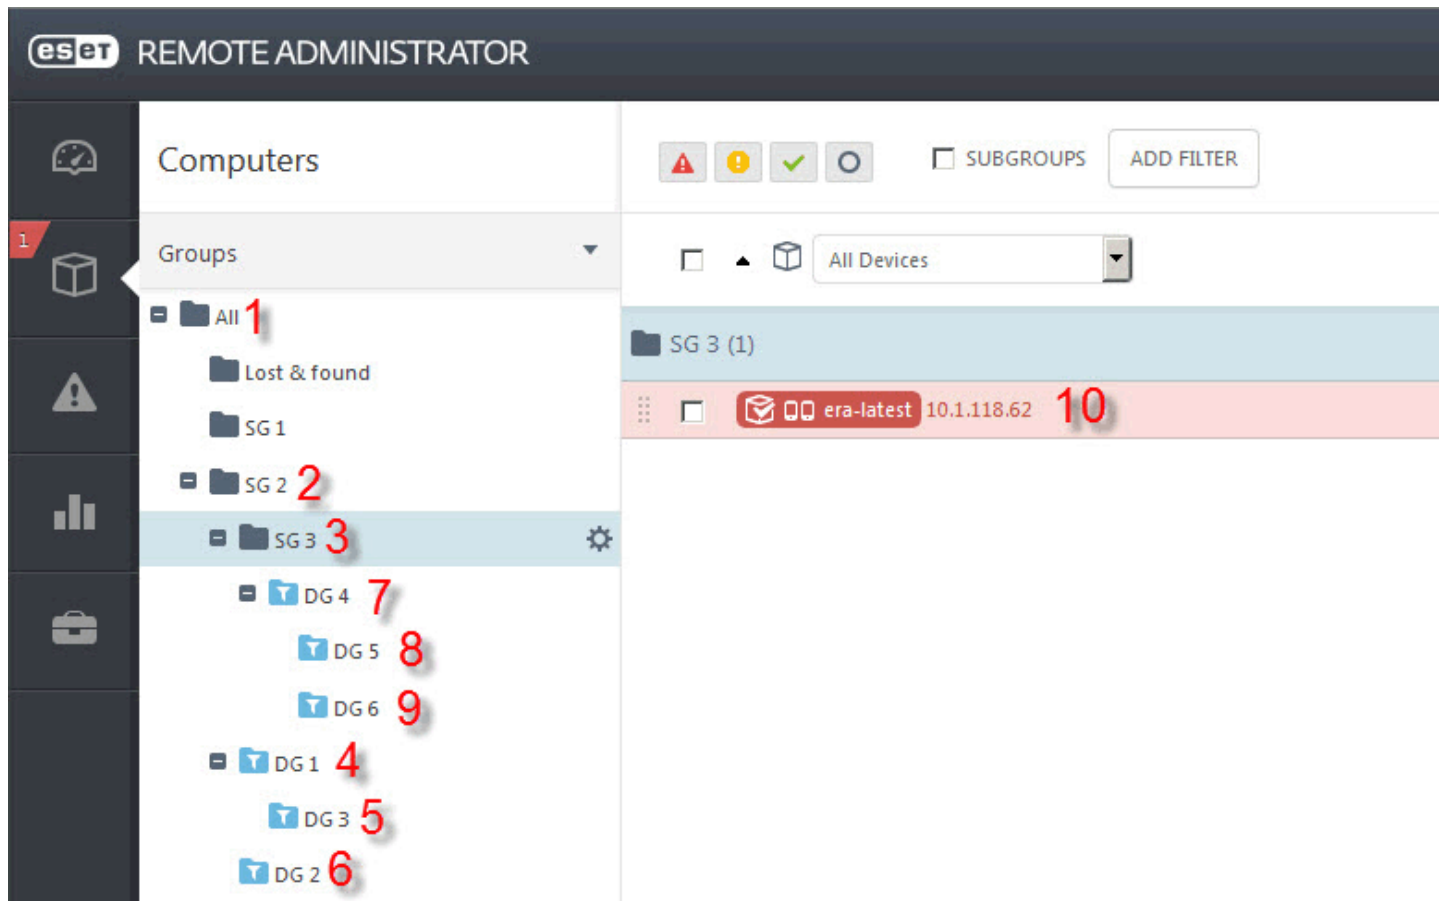 eset REMOTE ADMINISTRATOR
Computers
SUBGROUPS
ADD FILTER
1
Groups
All Devices
All 1
Lost & found
SG 1
SG 2 2
SG 3 3
DG 4 7
DG 5 8
DG 6 9
DG 1 4
DG 3 5
DG 2 6
SG 3 (1)
era-latest 10.1.118.62 10